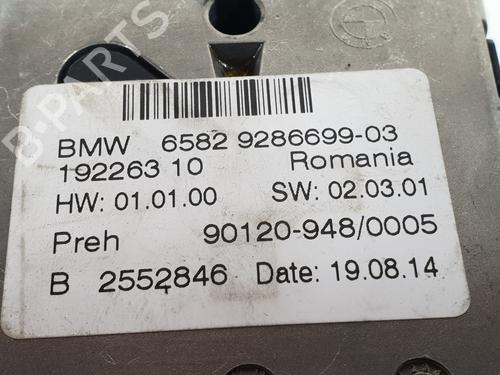 BMW 6582 9286699-03
192263 10 Romania
HW: 01.01.00 SW: 02.03.01
Preh 90120-948/0005
B 2552846 Date: 19.08.14
B-PARTS